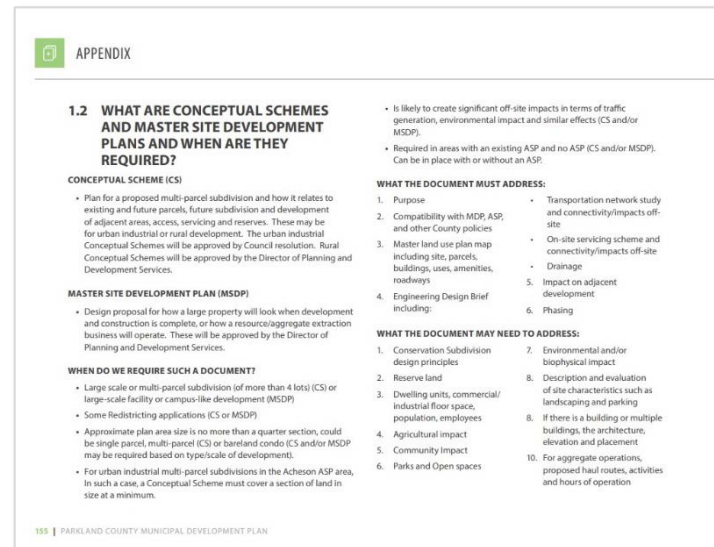 APPENDIX
1.2 WHAT ARE CONCEPTUAL SCHEMES
AND MASTER SITE DEVELOPMENT
PLANS AND WHEN ARE THEY
REQUIRED?
CONCEPTUAL SCHEME (CS)
• Plan for a proposed multi-parcel subdivision and how it relates to
existing and future parcels, future subdivision and development
of adjacent areas, access, servicing and reserves. These may be
for urban industrial or rural development. The urban industrial
Conceptual Schemes will be approved by Council resolution. Rural
Conceptual Schemes will be approved by the Director of Planning and
Development Services.
MASTER SITE DEVELOPMENT PLAN (MSDP)
• Design proposal for how a large property will look when development
and construction is complete, or how a resource/aggregate extraction
business will operate. These will be approved by the Director of
Planning and Development Services.
WHEN DO WE REQUIRE SUCH A DOCUMENT?
• Large scale or multi-parcel subdivision (of more than 4 lots) (CS) or
large-scale facility or campus-like development (MSDP)
• Some Redistricting applications (CS or MSDP)
• Approximate plan area size is no more than a quarter section, could
be single parcel, multi-parcel (CS) or bareland condo (CS and/or MSDP
may be required based on type/scale of development).
• For urban industrial multi-parcel subdivisions in the Acheson ASP area,
In such a case, a Conceptual Scheme must cover a section of land in
size at a minimum.
• Is likely to create significant off-site impacts in terms of traffic
generation, environmental impact and similar effects (CS and/or
MSDP).
• Required in areas with an existing ASP and no ASP (CS and/or MSDP).
Can be in place with or without an ASP.
WHAT THE DOCUMENT MUST ADDRESS:
1. Purpose
2. Compatibility with MDP, ASP,
and other County policies
3. Master land use plan map
including site, parcels,
buildings, uses, amenities,
roadways
4. Engineering Design Brief
including:
• Transportation network study
and connectivity/impacts off-
site
• On-site servicing scheme and
connectivity/impacts off-site
• Drainage
5. Impact on adjacent
development
6. Phasing
WHAT THE DOCUMENT MAY NEED TO ADDRESS:
1. Conservation Subdivision
design principles
2. Reserve land
3. Dwelling units, commercial/
industrial floor space,
population, employees
4. Agricultural impact
5. Community Impact
6. Parks and Open spaces
7. Environmental and/or
biophysical impact
8. Description and evaluation
of site characteristics such as
landscaping and parking
8. If there is a building or multiple
buildings, the architecture,
elevation and placement
10. For aggregate operations,
proposed haul routes, activities
and hours of operation
155 | PARKLAND COUNTY MUNICIPAL DEVELOPMENT PLAN